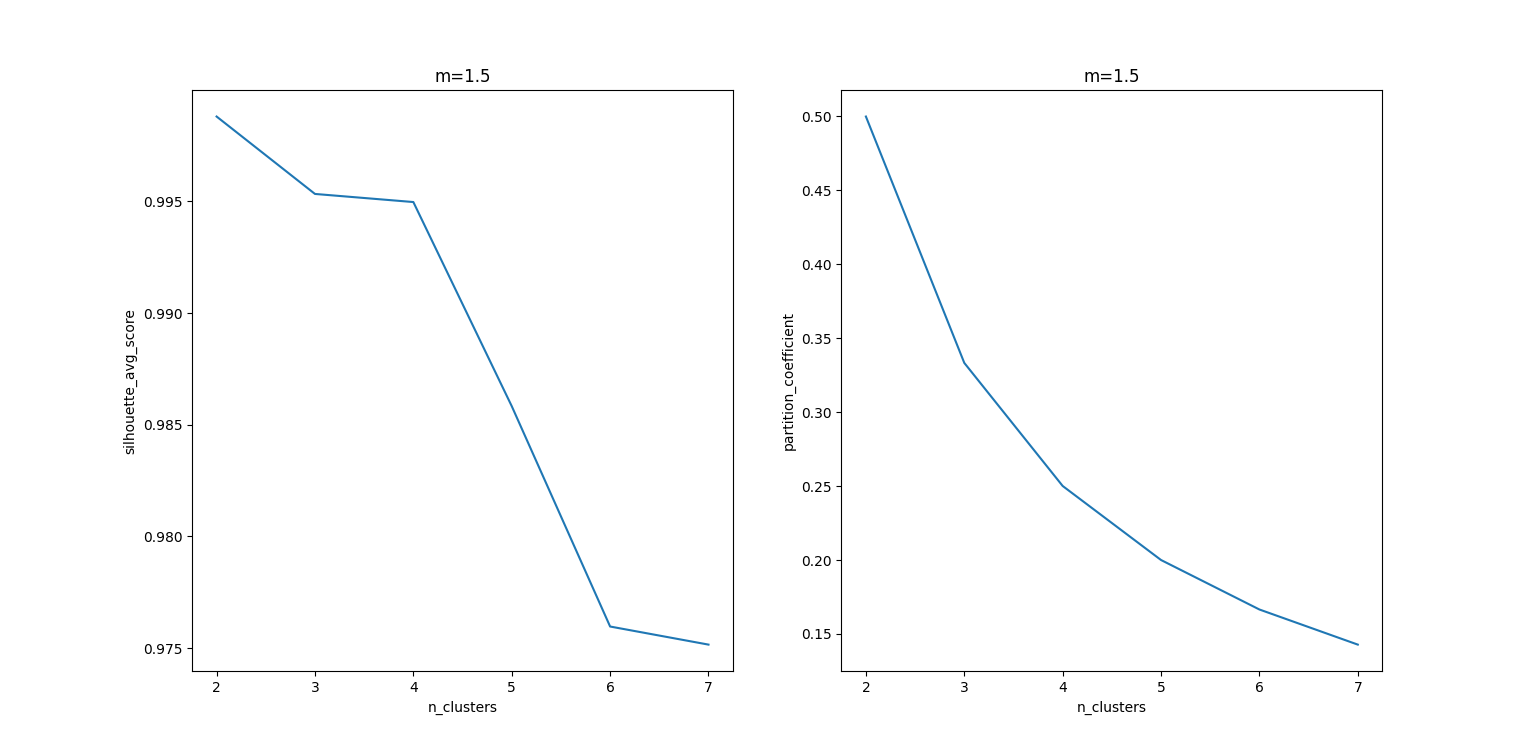 m=1.5
silhouette_avg_score
0.995
0.990
0.985
0.980
0.975
2 3 4 5 6 7
n_clusters
m=1.5
partition_coefficient
0.50
0.45
0.40
0.35
0.30
0.25
0.20
0.15
2 3 4 5 6 7
n_clusters